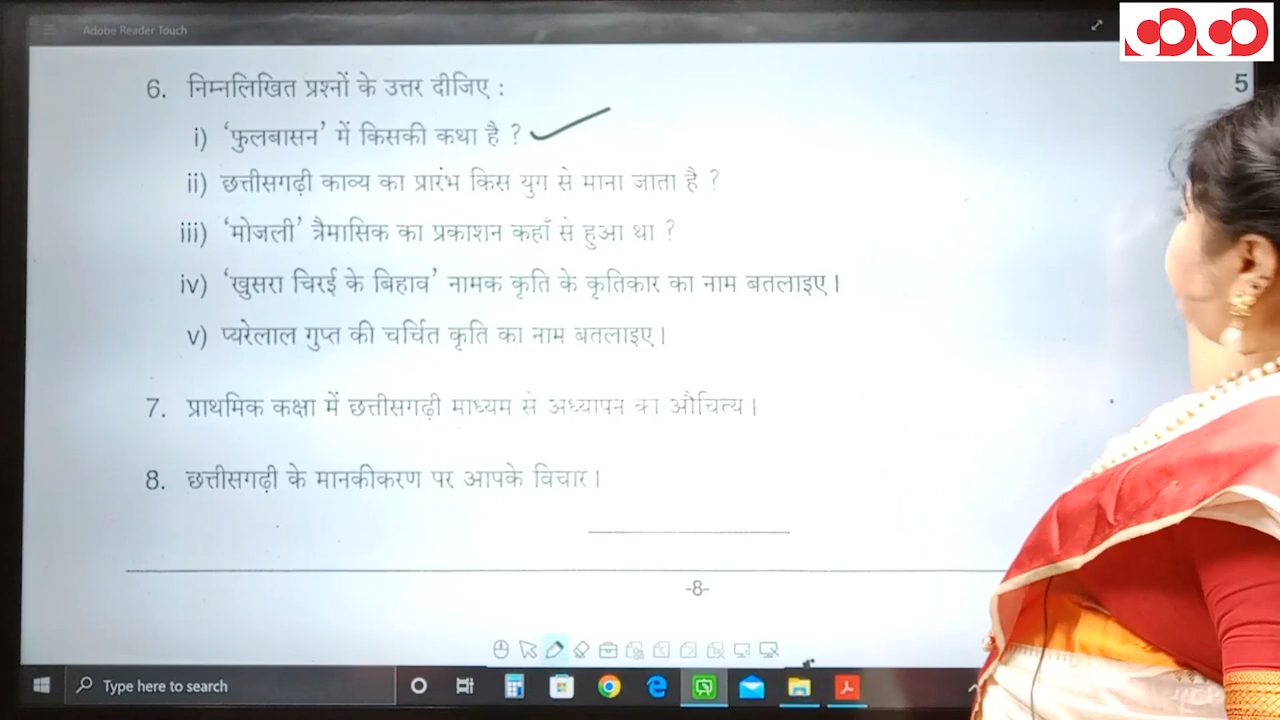 Adobe Reader Touch
5
6. निम्नलिखित प्रश्नों के उत्तर दीजिए :
i) 'फुलबासन' में किसकी कथा है ?
ii) छत्तीसगढ़ी काव्य का प्रारंभ किस युग से माना जाता है ?
iii) 'मोजली' त्रैमासिक का प्रकाशन कहाँ से हुआ था ?
iv) 'खुसरा चिरई के बिहाव' नामक कृति के कृतिकार का नाम बतलाइए।
v) प्यरेलाल गुप्त की चर्चित कृति का नाम बतलाइए।
7. प्राथमिक कक्षा में छत्तीसगढ़ी माध्यम से अध्यापन का औचित्य।
8. छत्तीसगढ़ी के मानकीकरण पर आपके विचार।
-8-
Type here to search